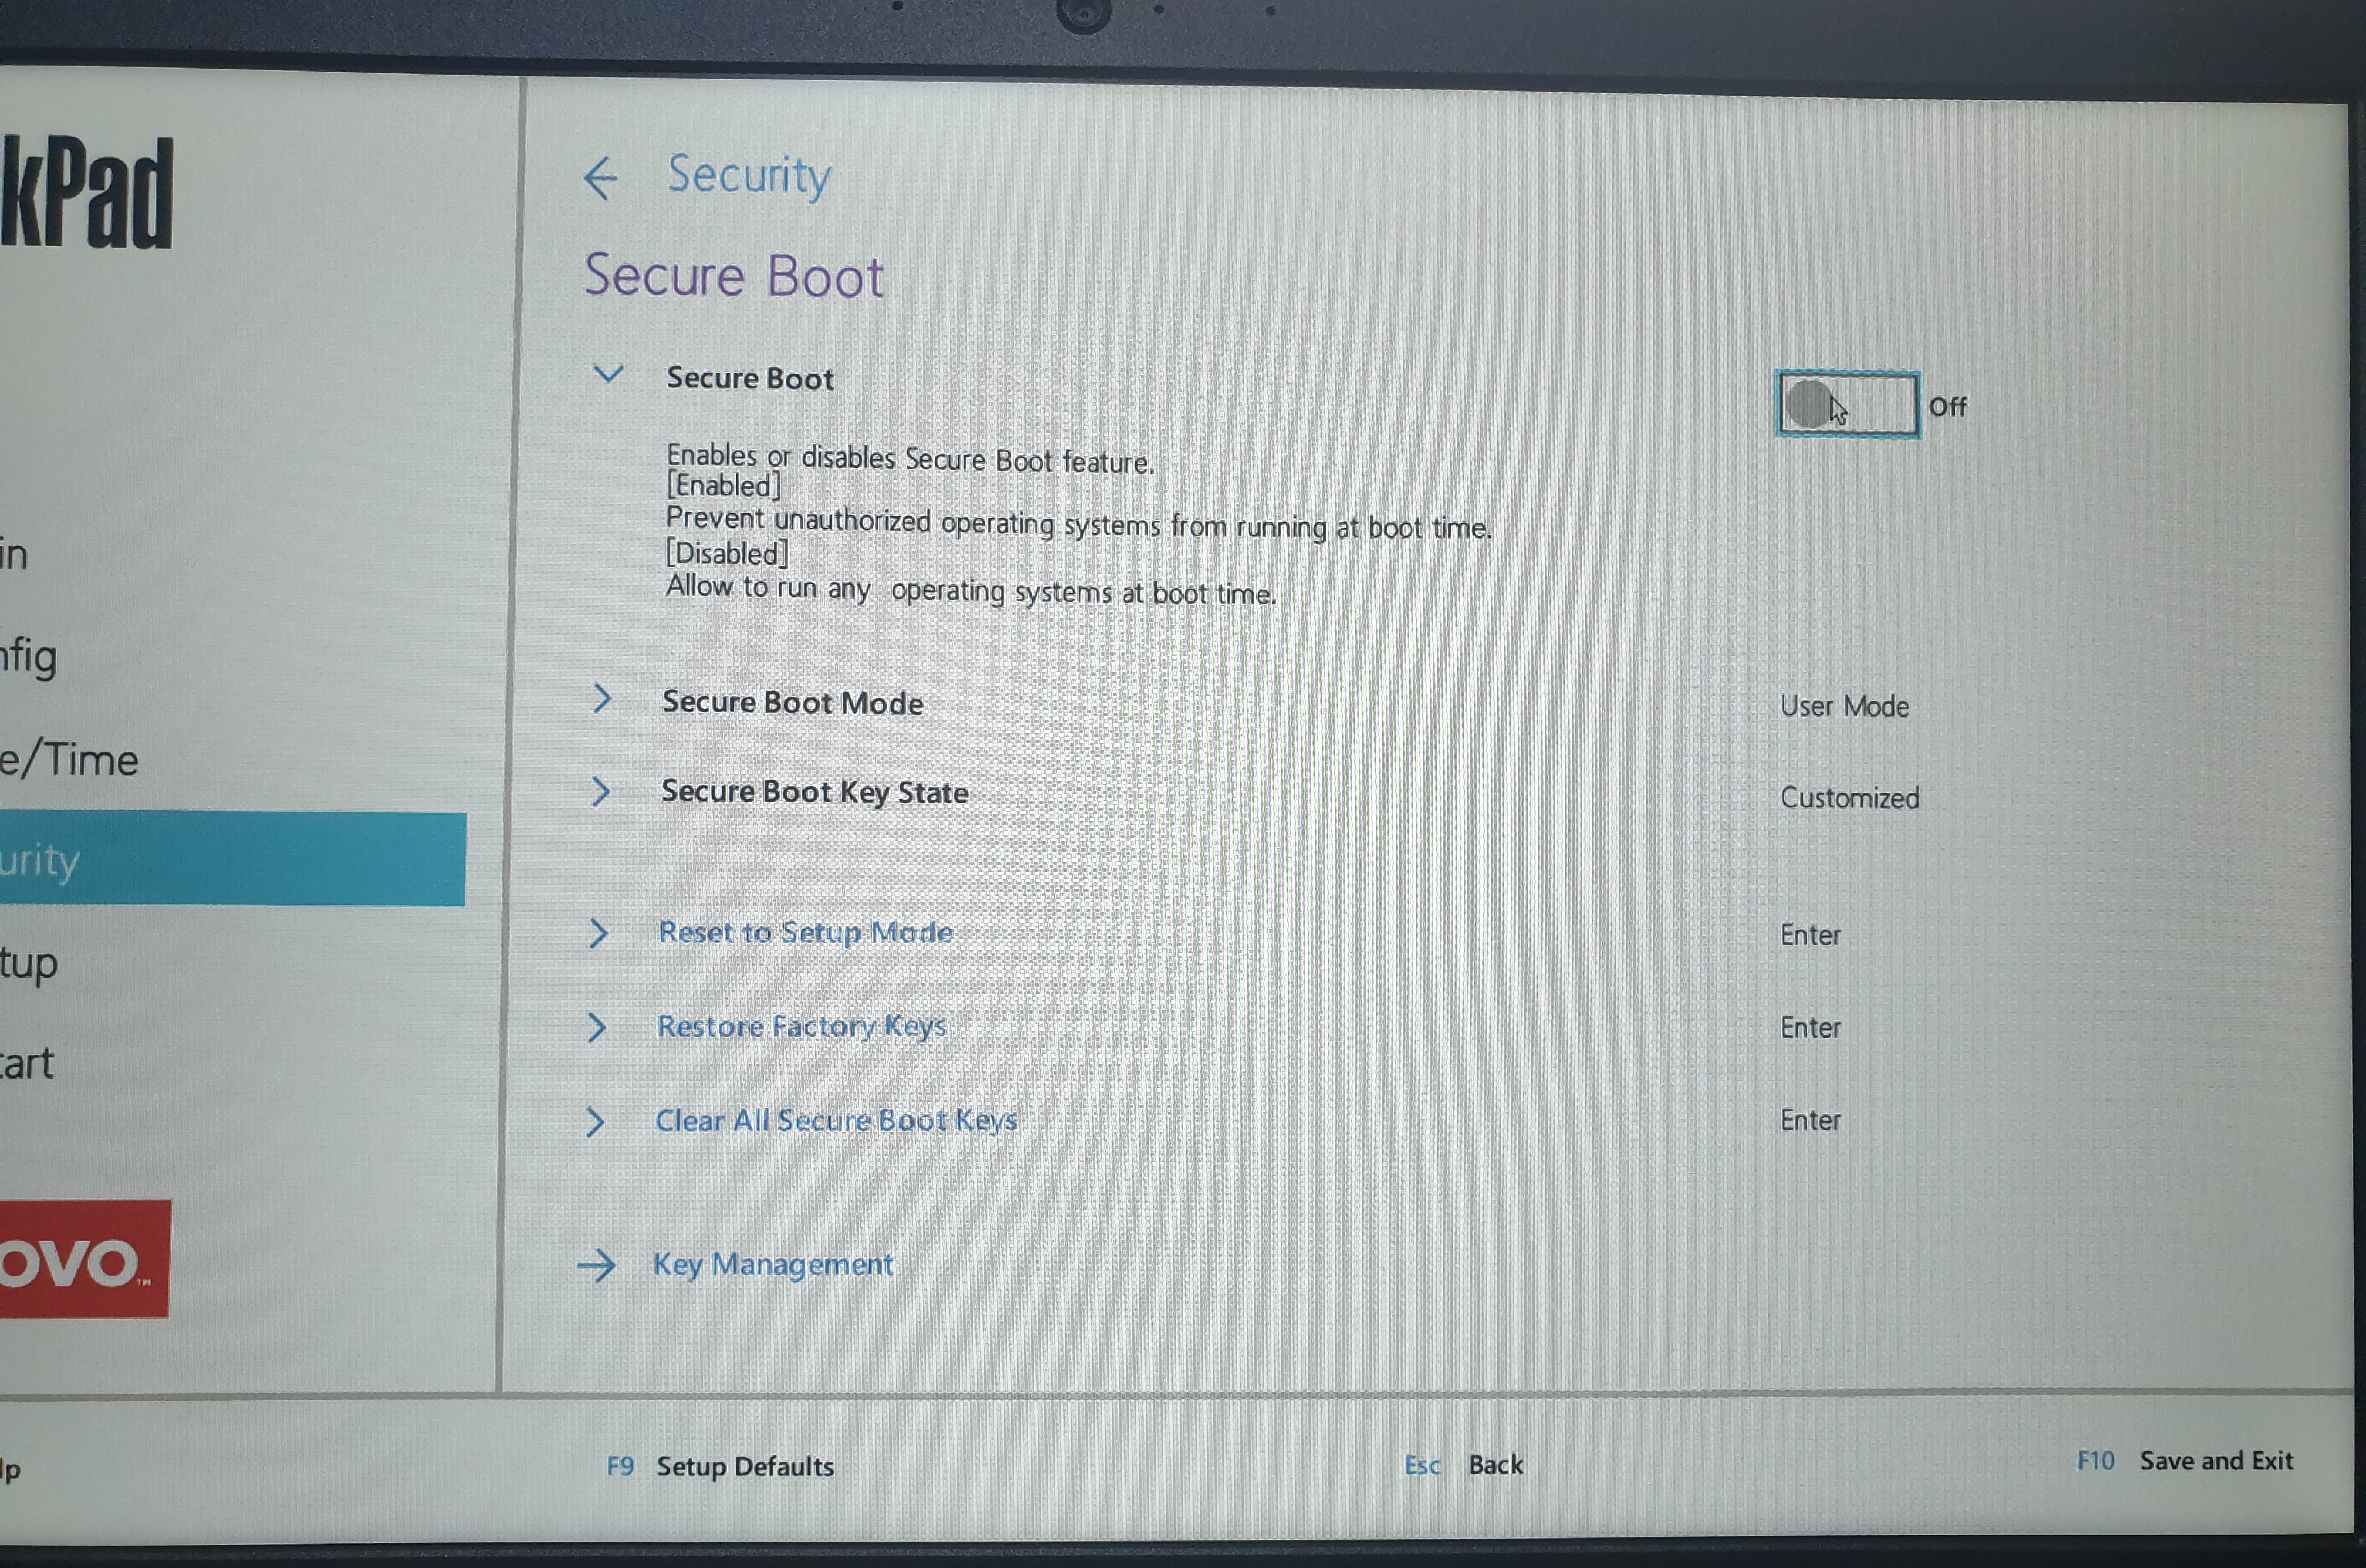 kPad
in
nfig
e/Time
urity
tup
tart
ovo.™
lp
← Security
Secure Boot
Secure Boot
Off
Enables or disables Secure Boot feature.
[Enabled]
Prevent unauthorized operating systems from running at boot time.
[Disabled]
Allow to run any  operating systems at boot time.
Secure Boot Mode User Mode
Secure Boot Key State Customized
Reset to Setup Mode Enter
Restore Factory Keys Enter
Clear All Secure Boot Keys Enter
→ Key Management
F9 Setup Defaults Esc Back F10 Save and Exit